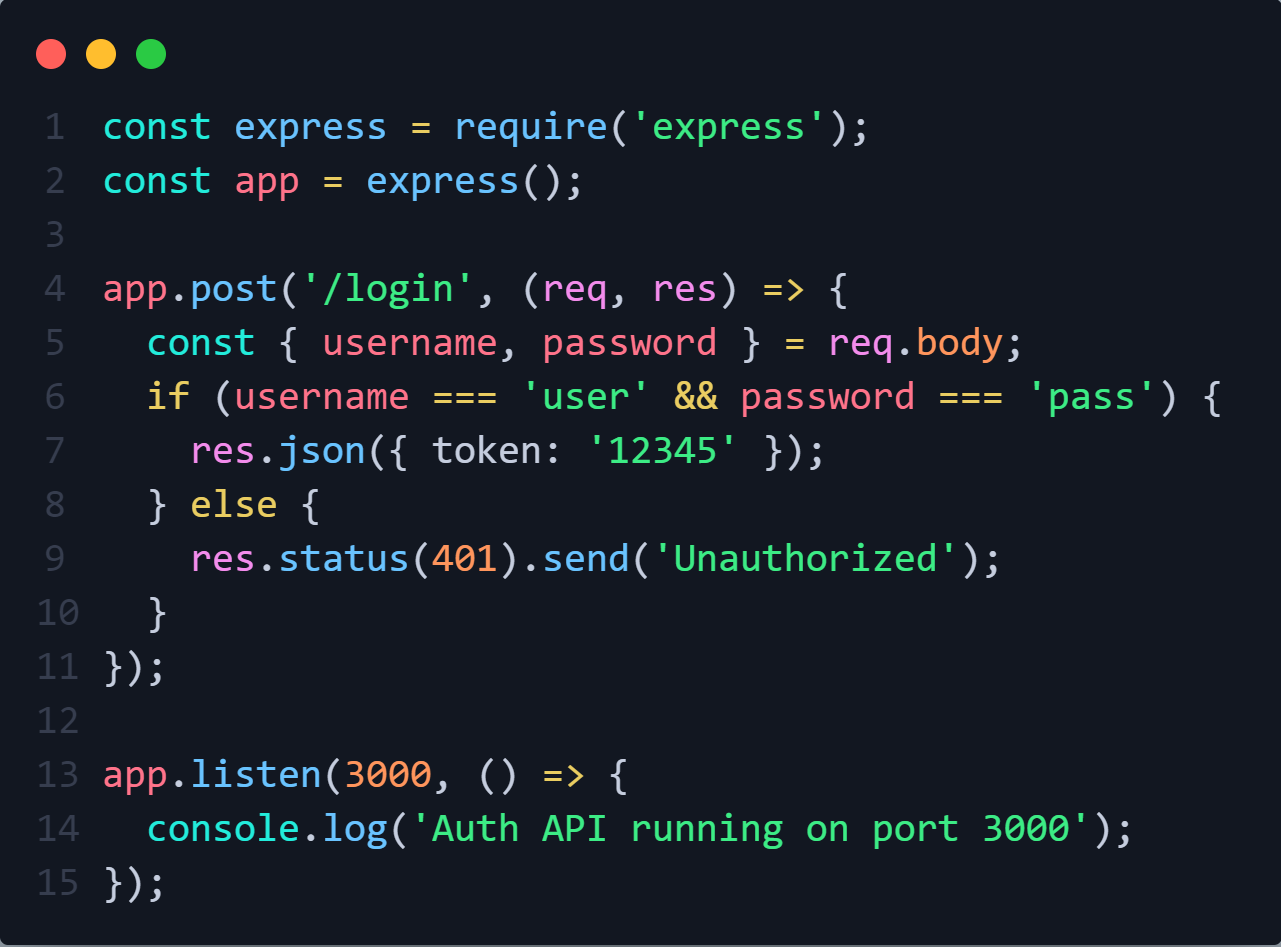 1 const express = require('express');
2 const app = express();
3
4 app.post('/login', (req, res) => {
5   const { username, password } = req.body;
6   if (username === 'user' && password === 'pass') {
7     res.json({ token: '12345' });
8   } else {
9     res.status(401).send('Unauthorized');
10   }
11 });
12
13 app.listen(3000, () => {
14   console.log('Auth API running on port 3000');
15 });